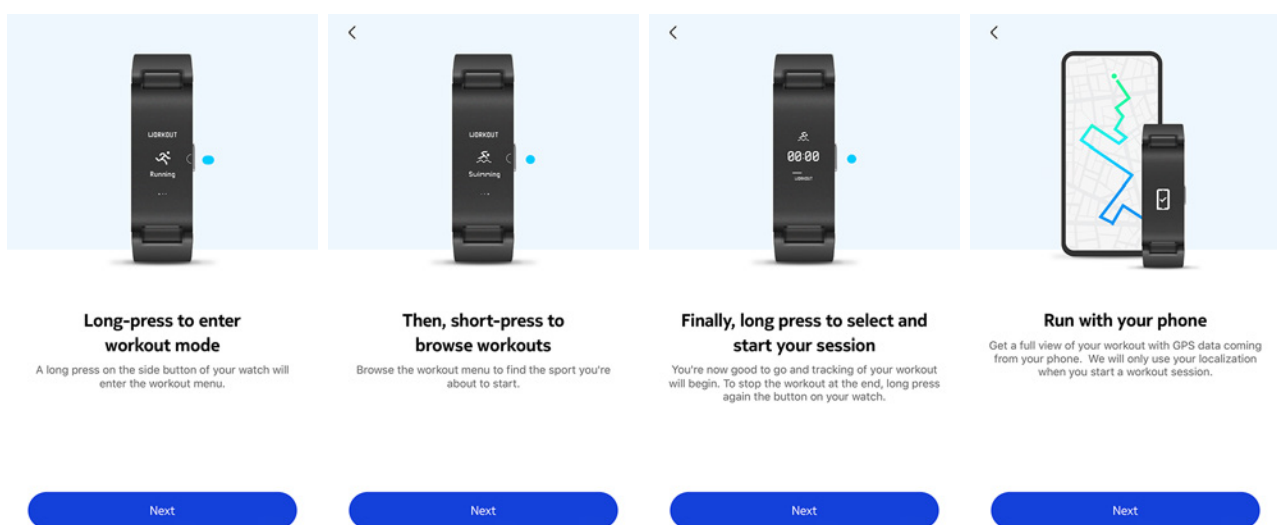 WORKOUT
Running
Long-press to enter
workout mode
A long press on the side button of your watch will
enter the workout menu.
Next
WORKOUT
Swimming
Then, short-press to
browse workouts
Browse the workout menu to find the sport you're
about to start.
Next
00:00
WORKOUT
Finally, long press to select and
start your session
You're now good to go and tracking of your workout
will begin. To stop the workout at the end, long press
again the button on your watch.
Next
Run with your phone
Get a full view of your workout with GPS data coming
from your phone. We will only use your localization
when you start a workout session.
Next